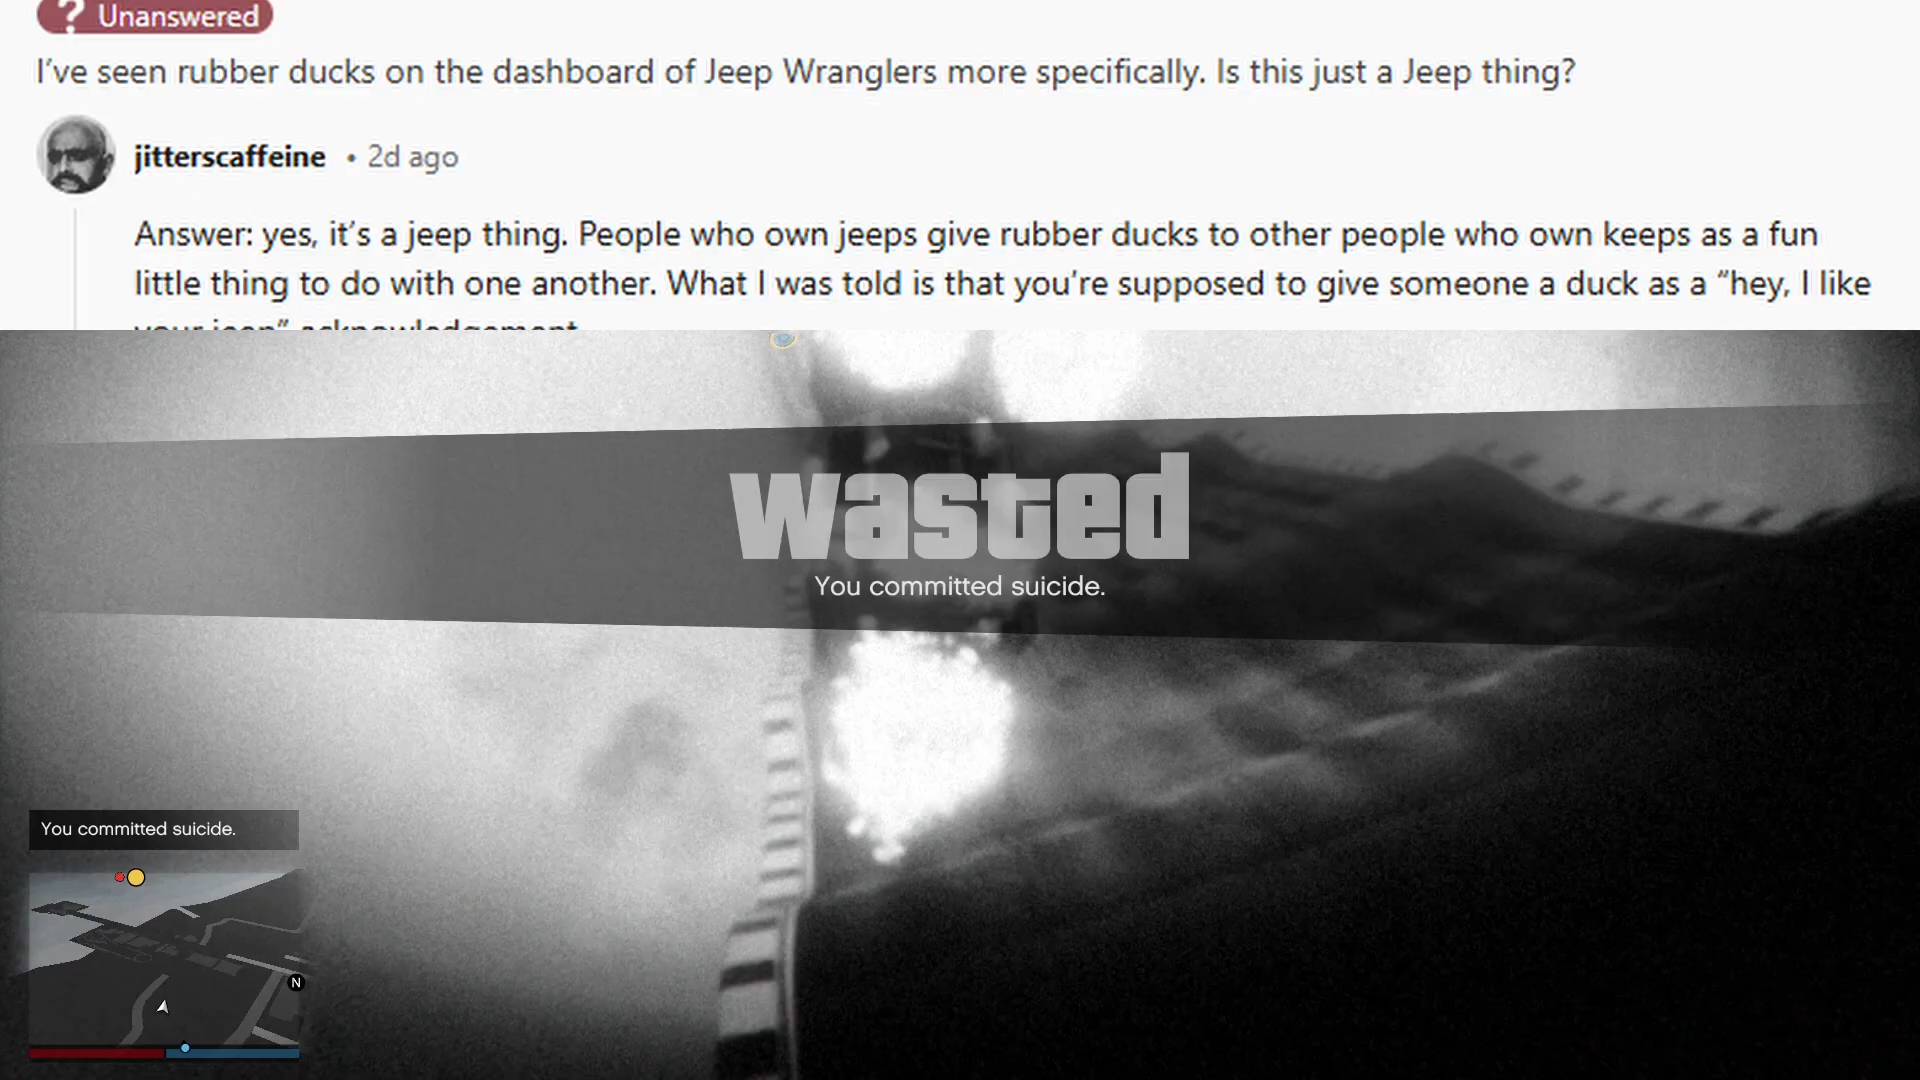 Unanswered
I've seen rubber ducks on the dashboard of Jeep Wranglers more specifically. Is this just a Jeep thing?
jitterscaffeine • 2d ago
Answer: yes, it's a jeep thing. People who own jeeps give rubber ducks to other people who own keeps as a fun
little thing to do with one another. What I was told is that you're supposed to give someone a duck as a “hey, I like
your jeep” acknowledgement
wasted
You committed suicide.
You committed suicide.
N